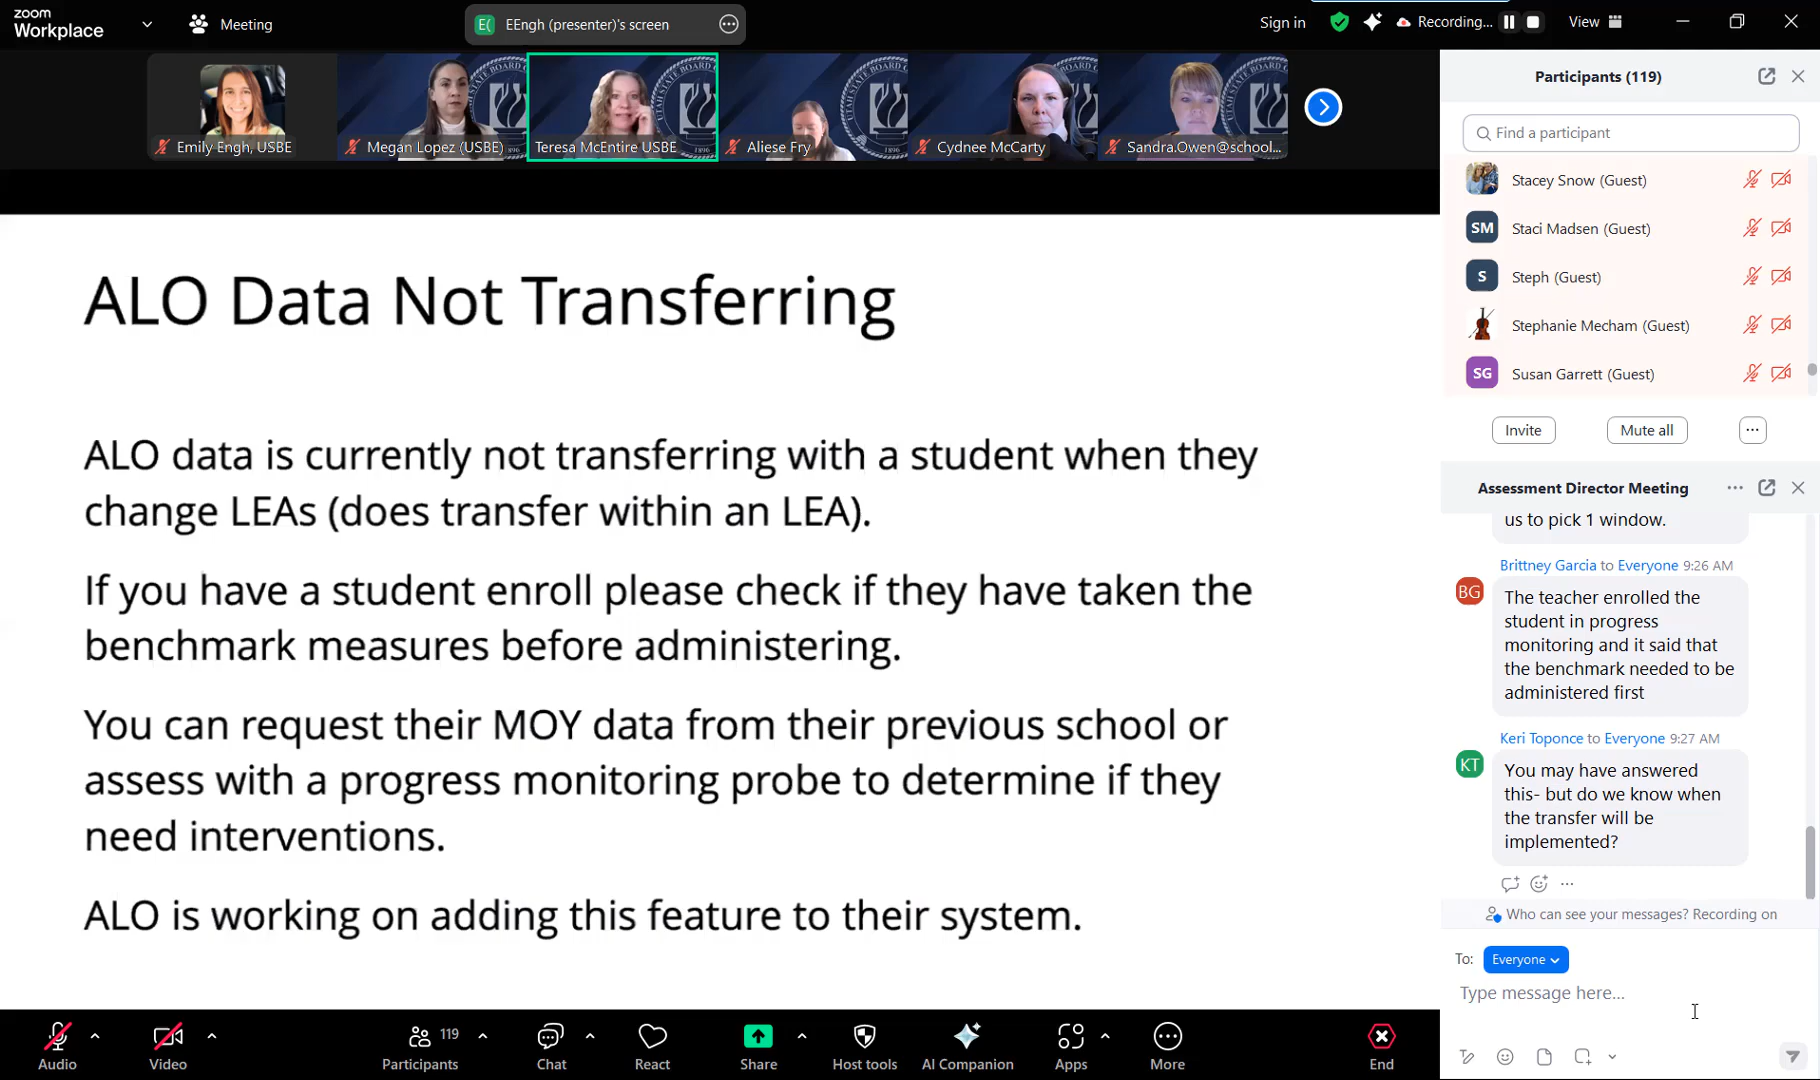 zoom
Workplace
Meeting
E( EEngh (presenter)'s screen
Sign in
Recording...
View
Emily Engh, USBE
Megan Lopez (USBE)
Teresa McEntire USBE
Aliese Fry
Cydnee McCarty
Sandra.Owen@school...
ALO Data Not Transferring
ALO data is currently not transferring with a student when they
change LEAs (does transfer within an LEA).
If you have a student enroll please check if they have taken the
benchmark measures before administering.
You can request their MOY data from their previous school or
assess with a progress monitoring probe to determine if they
need interventions.
ALO is working on adding this feature to their system.
Participants (119)
Find a participant
Stacey Snow (Guest)
SM Staci Madsen (Guest)
S Steph (Guest)
Stephanie Mecham (Guest)
SG Susan Garrett (Guest)
Invite
Mute all
Assessment Director Meeting
us to pick 1 window.
Brittney Garcia to Everyone 9:26 AM
BG
The teacher enrolled the
student in progress
monitoring and it said that
the benchmark needed to be
administered first
Keri Toponce to Everyone 9:27 AM
KT
You may have answered
this- but do we know when
the transfer will be
implemented?
Who can see your messages? Recording on
To: Everyone
Type message here...
Audio
Video
119
Participants
Chat
React
Share
Host tools
AI Companion
Apps
More
End